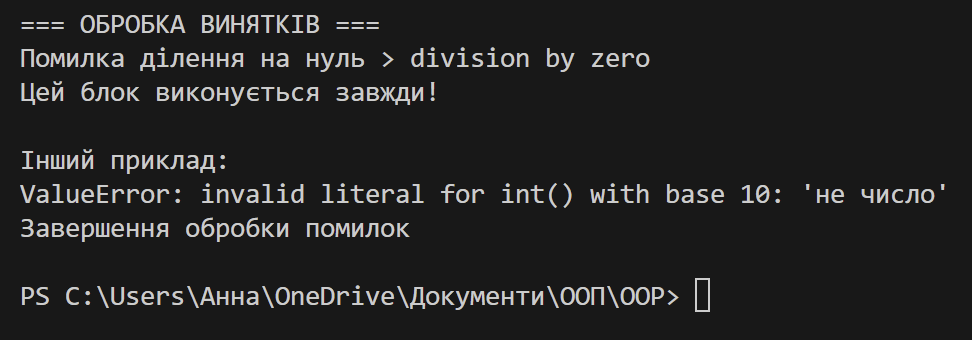 === ОБРОБКА ВИНЯТКІВ ===
Помилка ділення на нуль > division by zero
Цей блок виконується завжди!
Інший приклад:
ValueError: invalid literal for int() with base 10: 'не число'
Завершення обробки помилок
PS C:\Users\Анна\OneDrive\Документи\ООП\OOP>